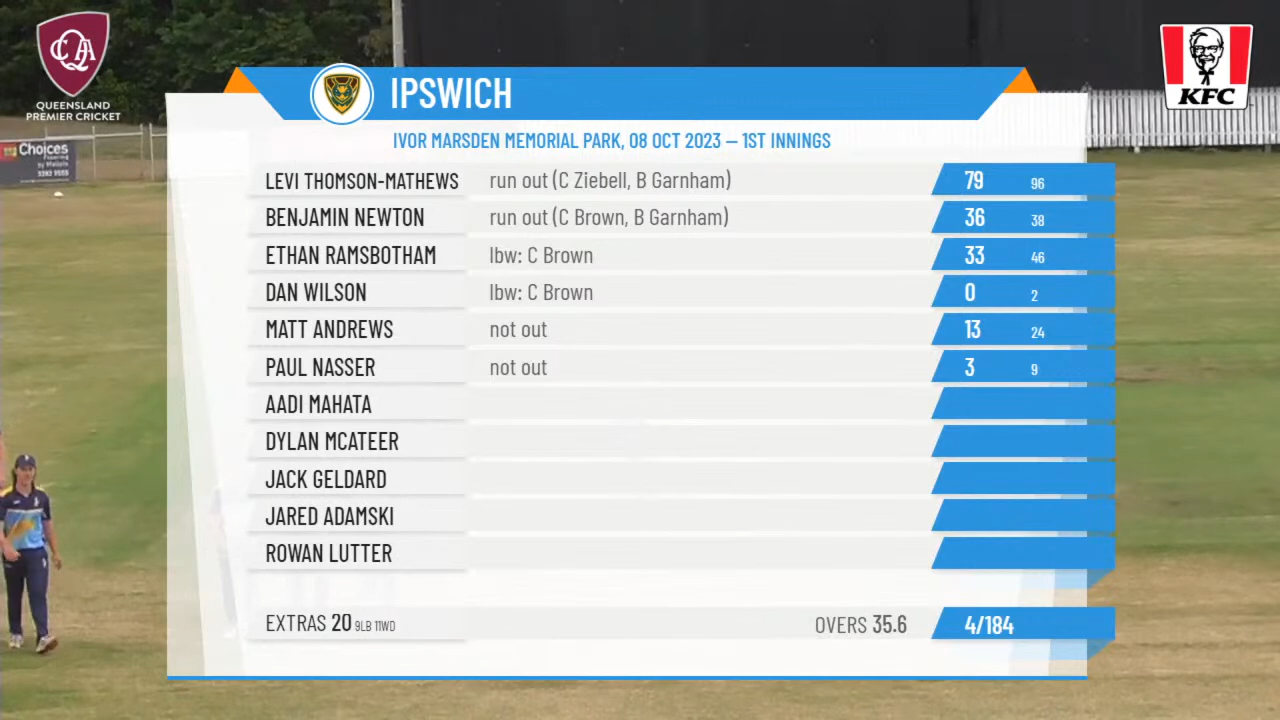 QUEENSLAND
PREMIER CRICKET
KFC
IPSWICH
IVOR MARSDEN MEMORIAL PARK, 08 OCT 2023 – 1ST INNINGS
LEVI THOMSON-MATHEWS run out (C Ziebell, B Garnham) 79 96
BENJAMIN NEWTON run out (C Brown, B Garnham) 36 38
ETHAN RAMSBOTHAM lbw: C Brown 33 46
DAN WILSON lbw: C Brown 0 2
MATT ANDREWS not out 13 24
PAUL NASSER not out 3 9
AADI MAHATA
DYLAN MCATEER
JACK GELDARD
JARED ADAMSKI
ROWAN LUTTER
EXTRAS 20 9LB 11WD OVERS 35.6 4/184
Choices
Flooring